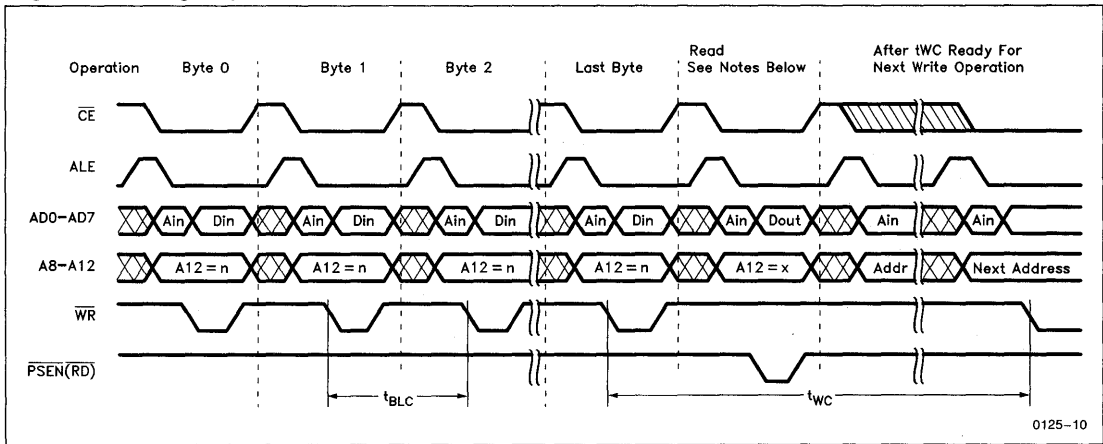 Operation Byte 0 Byte 1 Byte 2 Last Byte Read See Notes Below After tWC Ready For Next Write Operation
CE
ALE
AD0–AD7 Ain Din Ain Din Ain Din Ain Din Ain Dout Ain Ain
A8–A12 A12=n A12=n A12=n A12=n A12=x Addr Next Address
WR
PSEN(RD)
tBLC tWC
0125–10